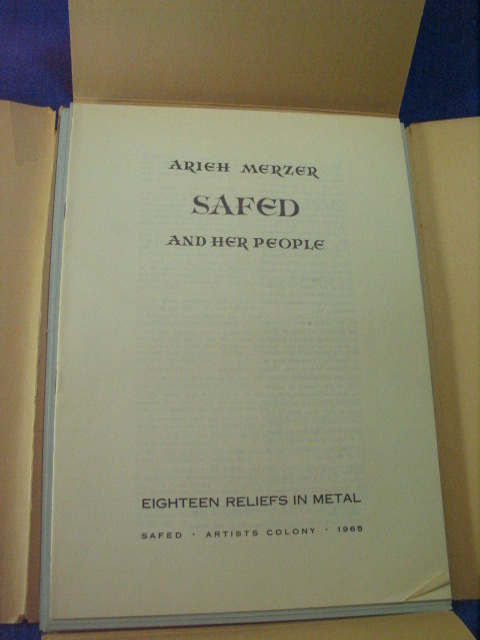 ARIEH MERZER
SAFED
AND HER PEOPLE
EIGHTEEN RELIEFS IN METAL
SAFED · ARTISTS COLONY · 1965